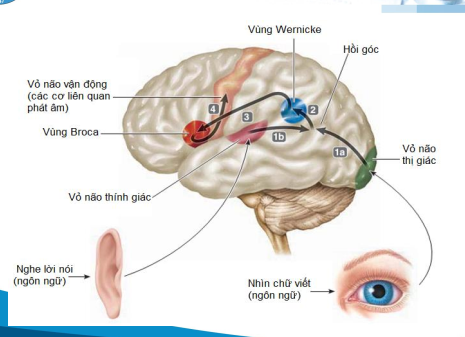 Vùng Wernicke
Hồi góc
Vỏ não vận động
(các cơ liên quan
phát âm)
4
2
3
Vùng Broca
1b
1a
Vỏ não
thị giác
Vỏ não thính giác
Nghe lời nói
(ngôn ngữ)
Nhìn chữ viết
(ngôn ngữ)